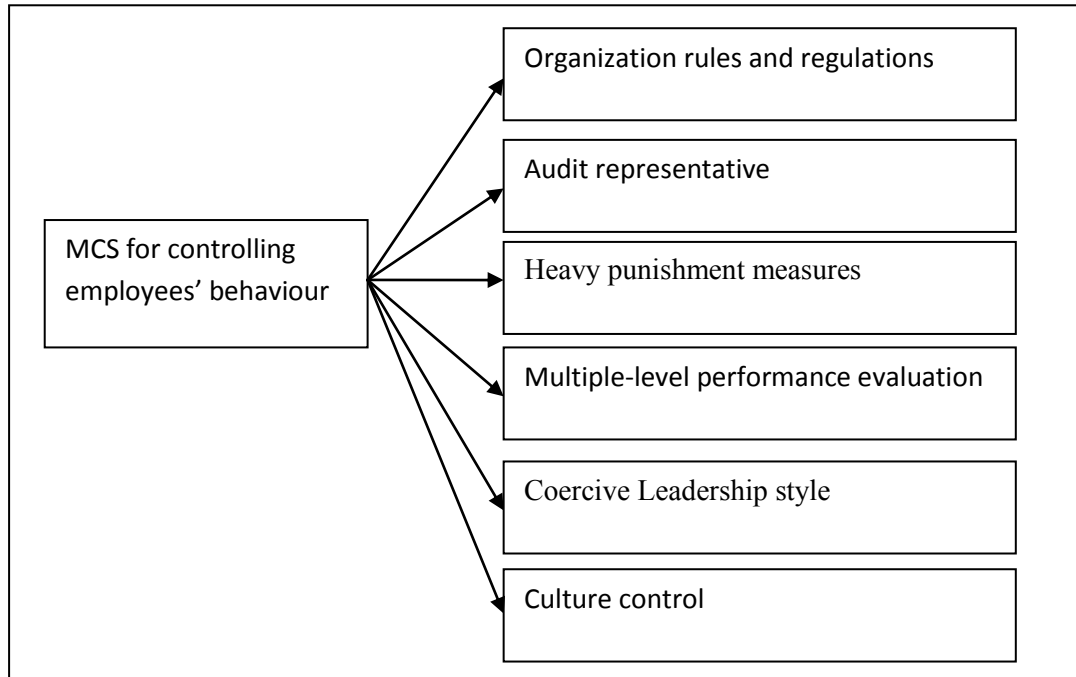 Organization rules and regulations
Audit representative
MCS for controlling
employees’ behaviour
Heavy punishment measures
Multiple-level performance evaluation
Coercive Leadership style
Culture control